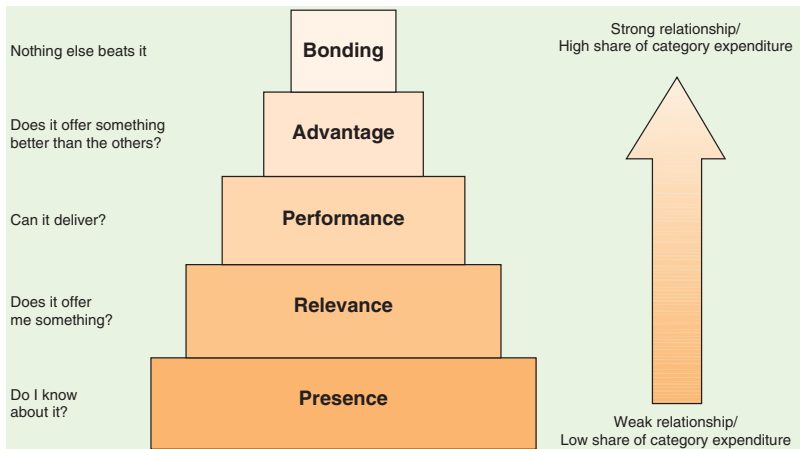 Nothing else beats it
Bonding
Strong relationship/
High share of category expenditure
Does it offer something
better than the others?
Advantage
Can it deliver?
Performance
Does it offer
me something?
Relevance
Do I know
about it?
Presence
Weak relationship/
Low share of category expenditure